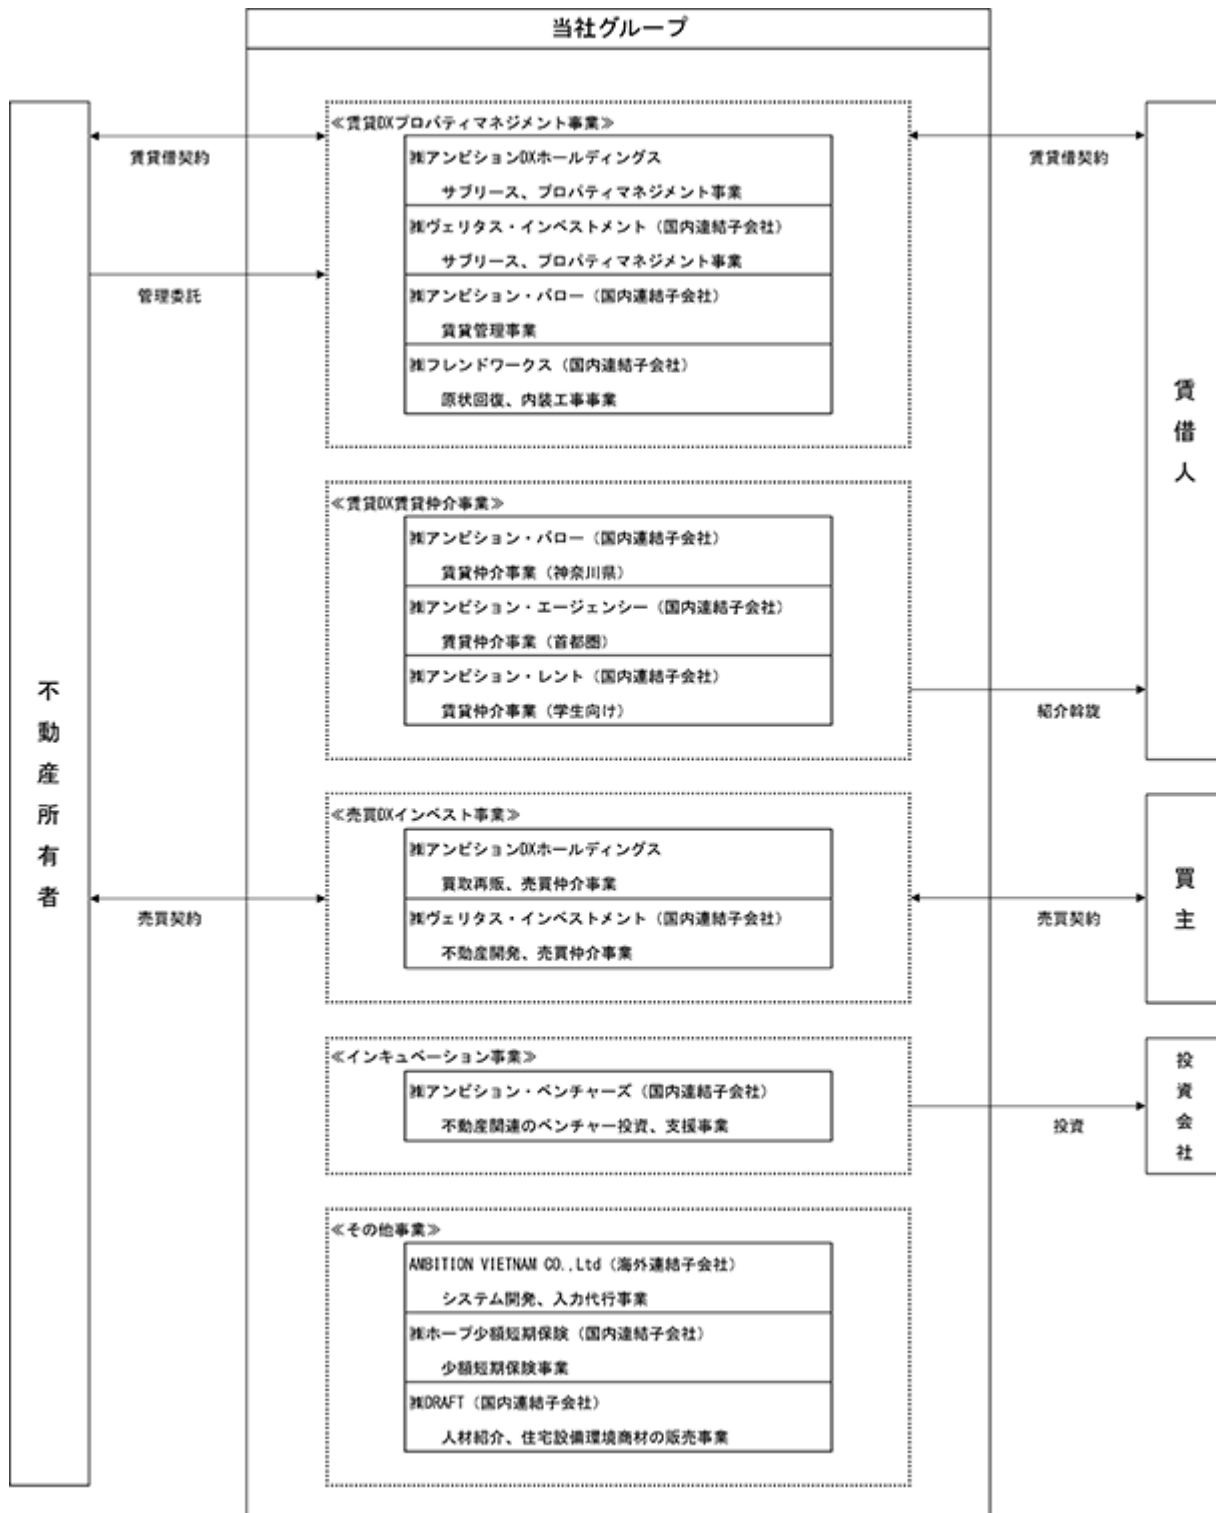 当社グループ
≪賃貸DXプロパティマネジメント事業≫
賃貸借契約
賃貸借契約
㈱アンビションDXホールディングス
サブリース、プロパティマネジメント事業
㈱ヴェリタス・インベストメント（国内連結子会社）
サブリース、プロパティマネジメント事業
管理委託
㈱アンビション・バロー（国内連結子会社）
賃貸管理事業
㈱フレンドワークス（国内連結子会社）
原状回復、内装工事事業
賃借人
≪賃貸DX賃貸仲介事業≫
㈱アンビション・バロー（国内連結子会社）
賃貸仲介事業（神奈川県）
㈱アンビション・エージェンシー（国内連結子会社）
賃貸仲介事業（首都圏）
㈱アンビション・レント（国内連結子会社）
賃貸仲介事業（学生向け）
紹介斡旋
不動産所有者
≪売買DXインベスト事業≫
㈱アンビションDXホールディングス
買取再販、売買仲介事業
㈱ヴェリタス・インベストメント（国内連結子会社）
不動産開発、売買仲介事業
売買契約
売買契約
買主
≪インキュベーション事業≫
㈱アンビション・ベンチャーズ（国内連結子会社）
不動産関連のベンチャー投資、支援事業
投資
投資会社
≪その他事業≫
AMBITION VIETNAM CO.,Ltd（海外連結子会社）
システム開発、入力代行事業
㈱ホープ少額短期保険（国内連結子会社）
少額短期保険事業
㈱DRAFT（国内連結子会社）
人材紹介、住宅設備環境商材の販売事業